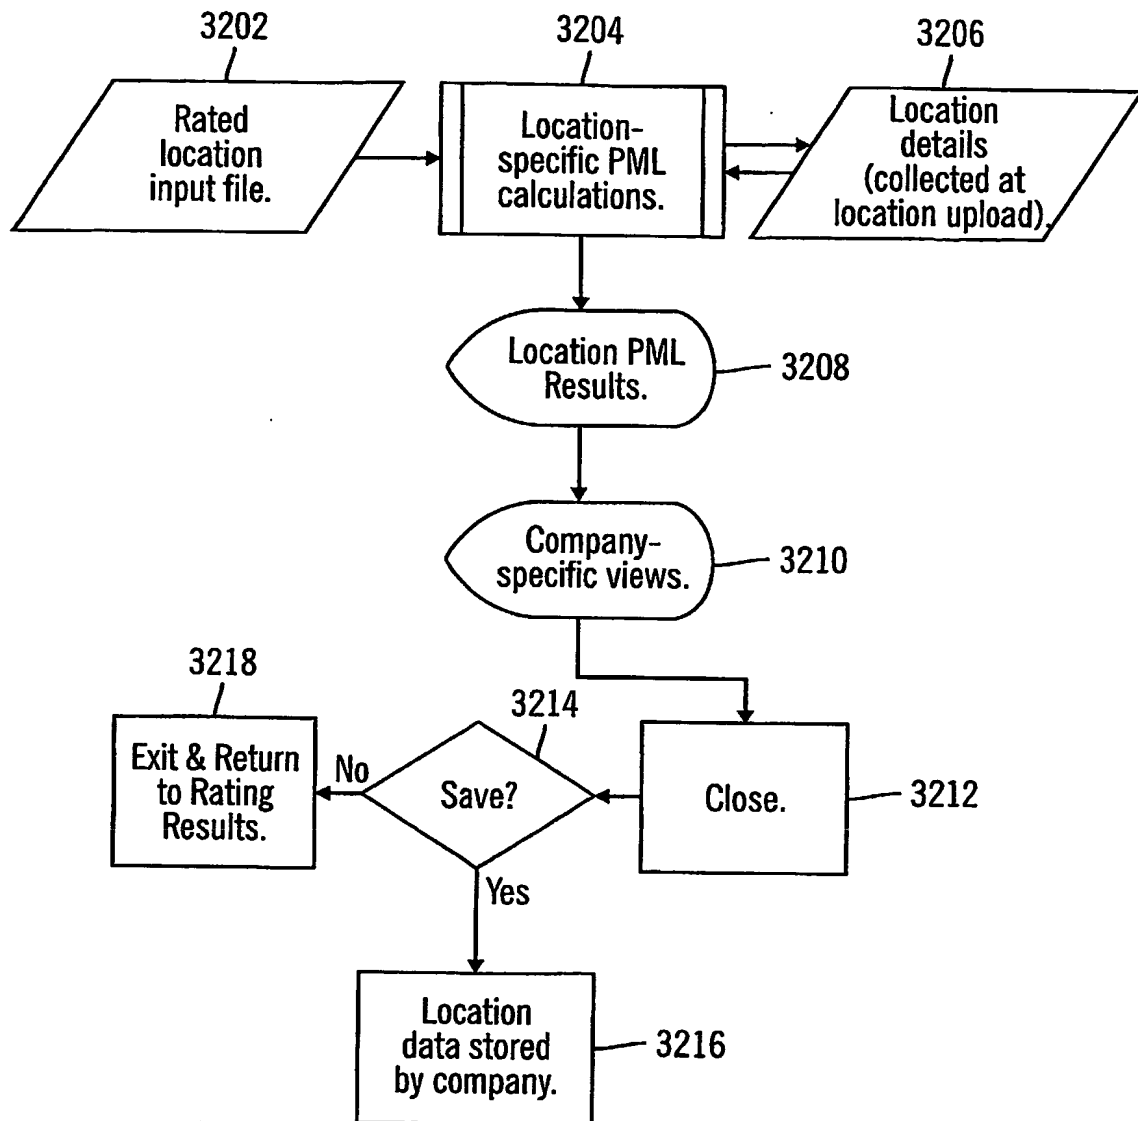 3202
3204
3206
Rated
location
input file.
Location-
specific PML
calculations.
Location
details
(collected at
location upload).
Location PML
Results.
3208
Company-
specific views.
3210
3218
3214
Exit & Return
to Rating
Results.
No
Save?
Close.
3212
Yes
Location
data stored
by company.
3216